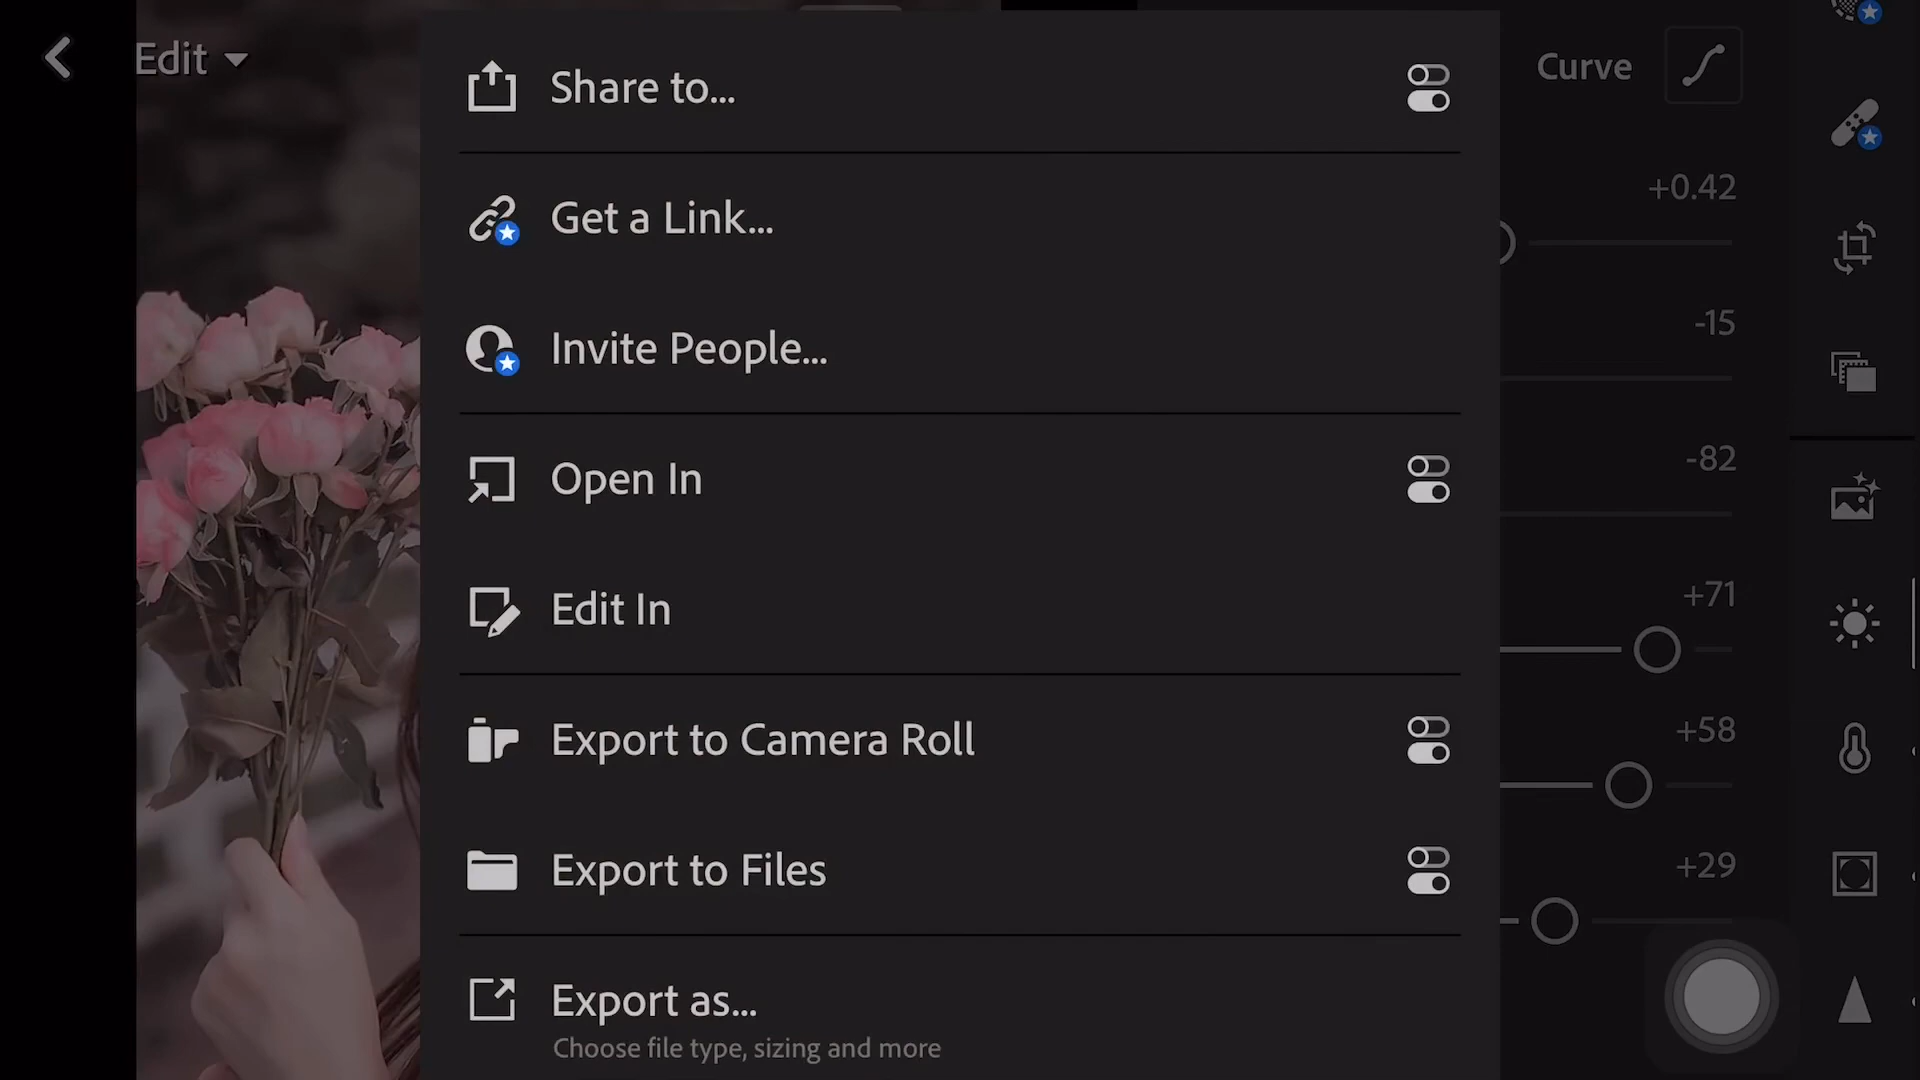 Edit
Share to...
Get a Link...
Invite People...
Open In
Edit In
Export to Camera Roll
Export to Files
Export as...
Choose file type, sizing and more
Curve
+0.42
-15
-82
+71
+58
+29